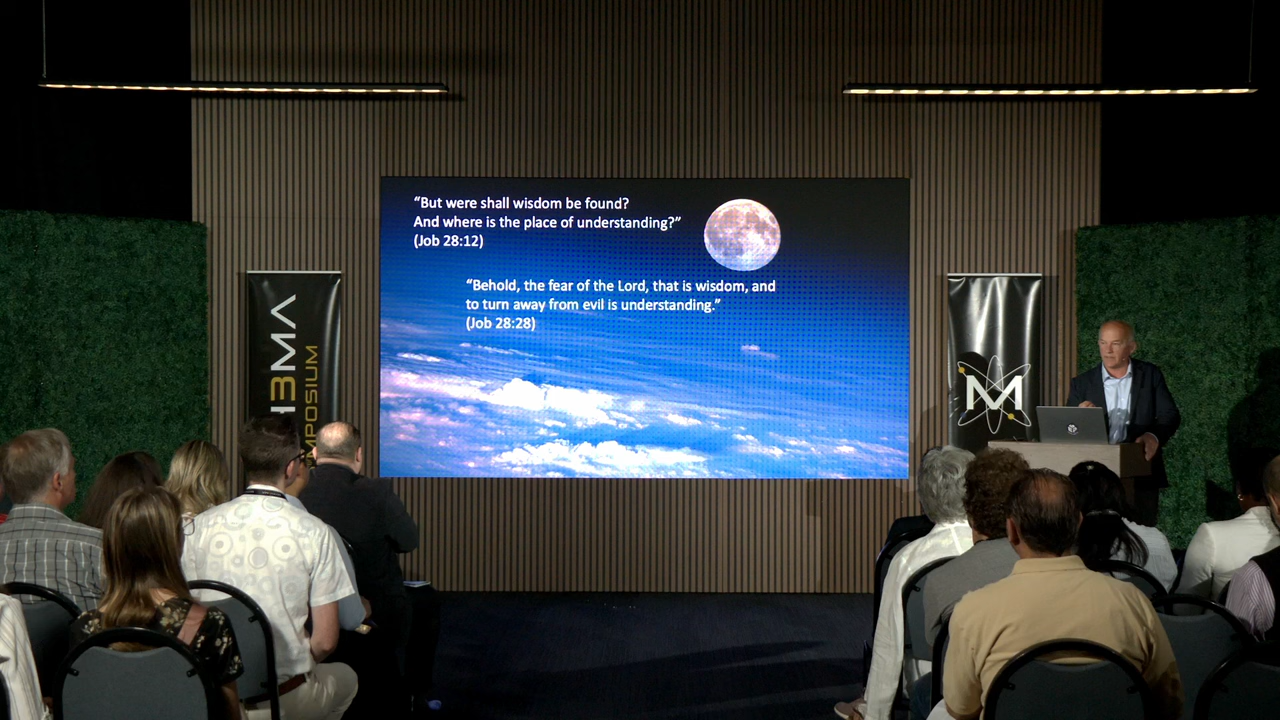 “But were shall wisdom be found?
And where is the place of understanding?”
(Job 28:12)
“Behold, the fear of the Lord, that is wisdom, and
to turn away from evil is understanding.”
(Job 28:28)
M